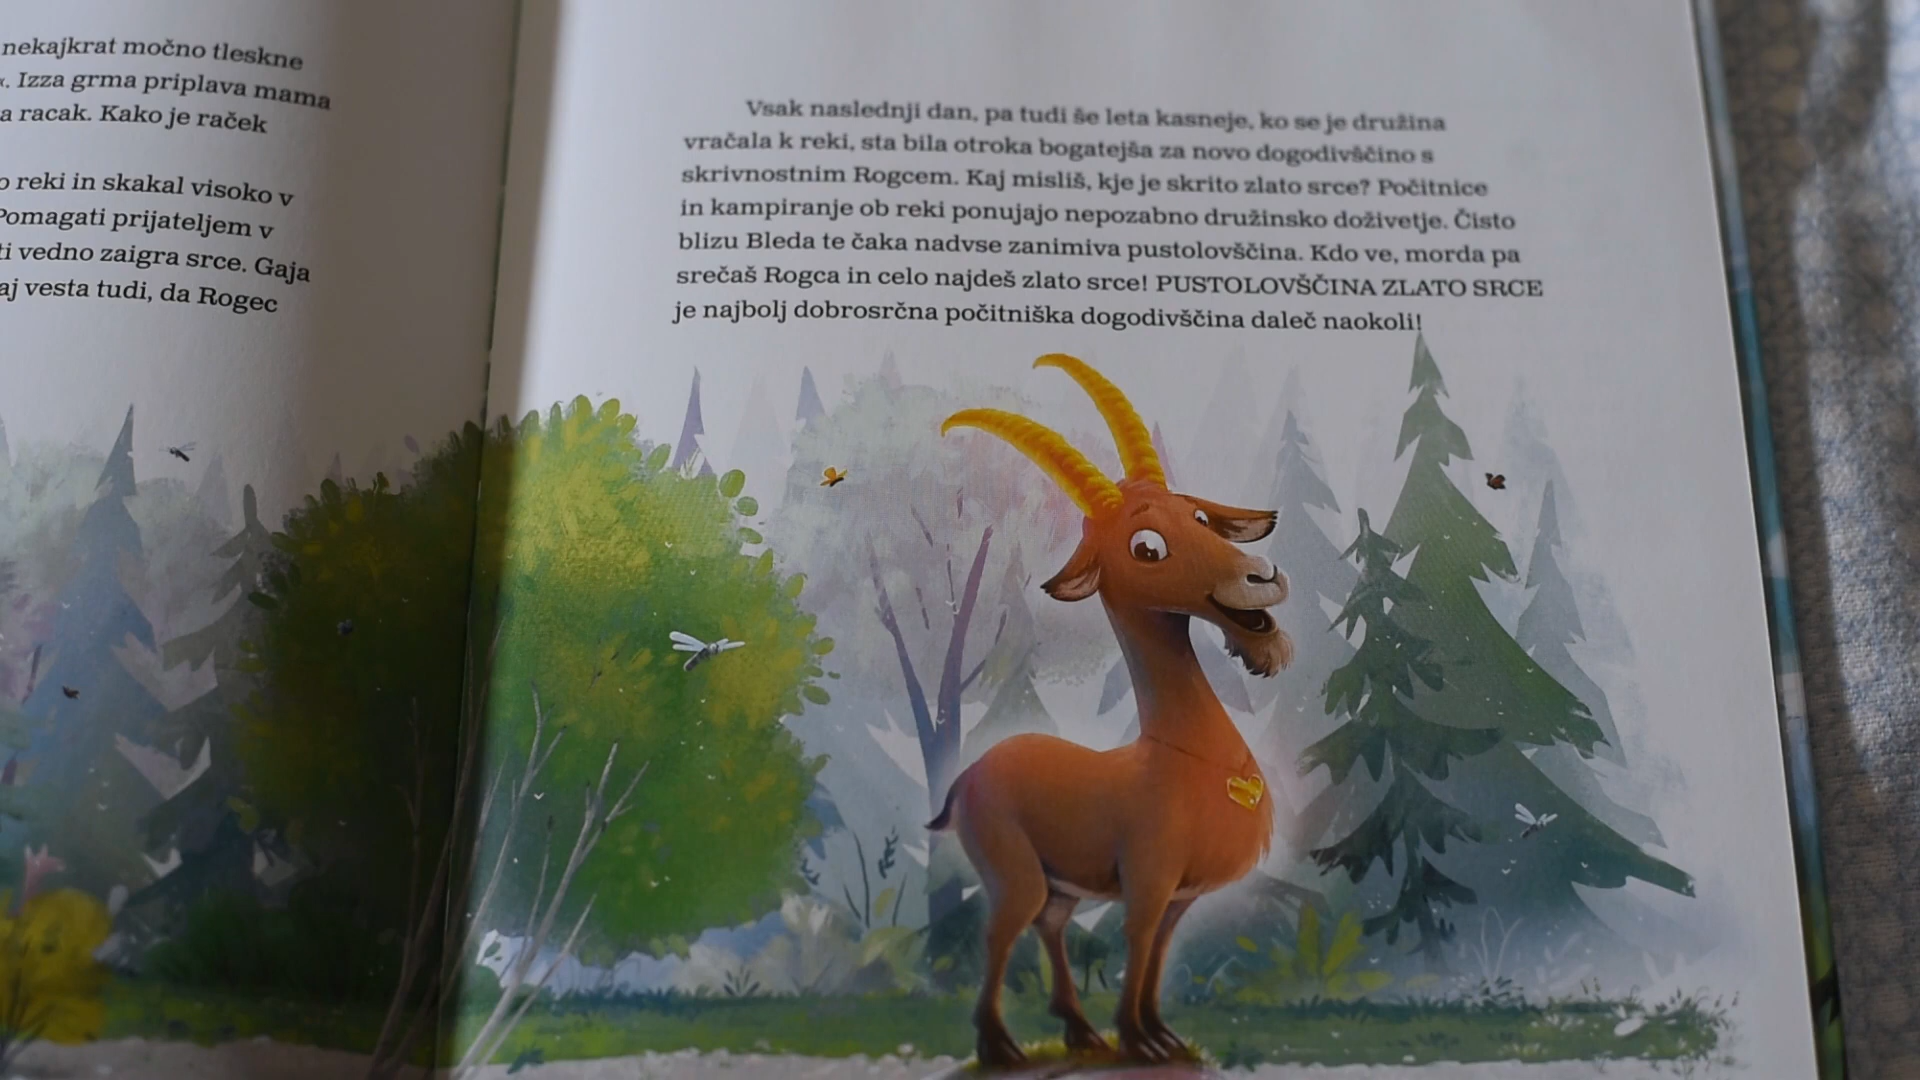 nekajkrat močno tleskne
«. Izza grma priplava mama
a racak. Kako je raček
o reki in skakal visoko v
Pomagati prijateljem v
ti vedno zaigra srce. Gaja
aj vesta tudi, da Rogec
Vsak naslednji dan, pa tudi še leta kasneje, ko se je družina
vračala k reki, sta bila otroka bogatejša za novo dogodivščino s
skrivnostnim Rogcem. Kaj misliš, kje je skrito zlato srce? Počitnice
in kampiranje ob reki ponujajo nepozabno družinsko doživetje. Čisto
blizu Bleda te čaka nadvse zanimiva pustolovščina. Kdo ve, morda pa
srečaš Rogca in celo najdeš zlato srce! PUSTOLOVŠČINA ZLATO SRCE
je najbolj dobrosrčna počitniška dogodivščina daleč naokoli!